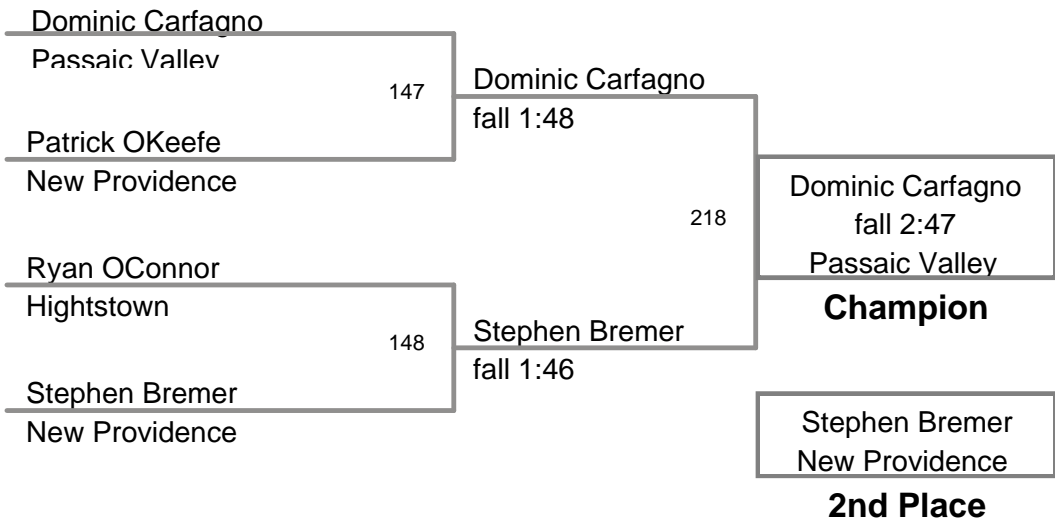 Dominic Carfagno
Passaic Valley
147
Patrick OKeefe
New Providence
Dominic Carfagno
fall 1:48
Ryan OConnor
Hightstown
148
Stephen Bremer
New Providence
Stephen Bremer
fall 1:46
218
Dominic Carfagno
fall 2:47
Passaic Valley
Champion
Stephen Bremer
New Providence
2nd Place